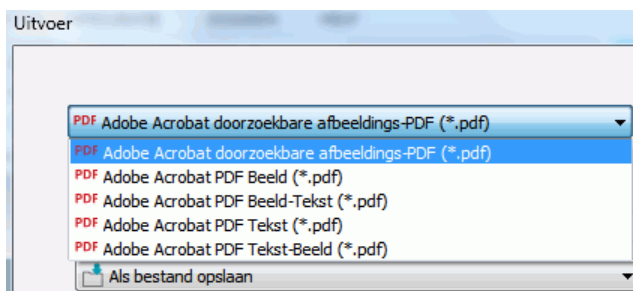 Uitvoer
PDF Adobe Acrobat doorzoekbare afbeeldings-PDF (*.pdf)
PDF Adobe Acrobat doorzoekbare afbeeldings-PDF (*.pdf)
PDF Adobe Acrobat PDF Beeld (*.pdf)
PDF Adobe Acrobat PDF Beeld-Tekst (*.pdf)
PDF Adobe Acrobat PDF Tekst (*.pdf)
PDF Adobe Acrobat PDF Tekst-Beeld (*.pdf)
Als bestand opslaan